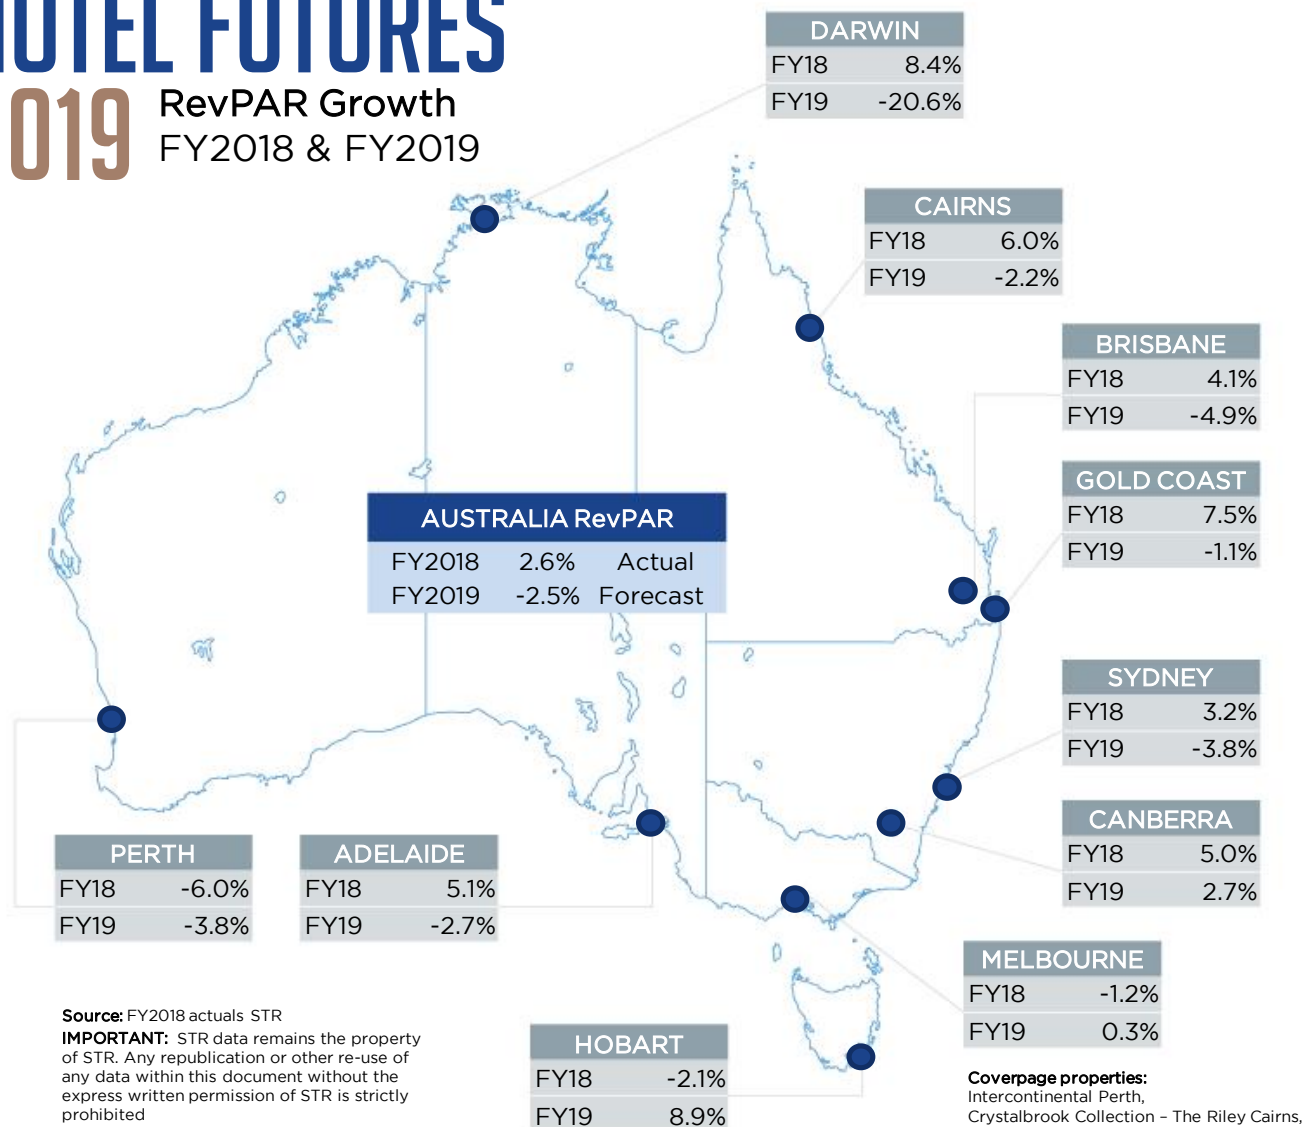 HOTEL FUTURES
019
RevPAR Growth
FY2018 & FY2019
DARWIN
FY18 8.4%
FY19 -20.6%
CAIRNS
FY18 6.0%
FY19 -2.2%
BRISBANE
FY18 4.1%
FY19 -4.9%
GOLD COAST
FY18 7.5%
FY19 -1.1%
AUSTRALIA RevPAR
FY2018 2.6% Actual
FY2019 -2.5% Forecast
SYDNEY
FY18 3.2%
FY19 -3.8%
CANBERRA
FY18 5.0%
FY19 2.7%
PERTH
FY18 -6.0%
FY19 -3.8%
ADELAIDE
FY18 5.1%
FY19 -2.7%
MELBOURNE
FY18 -1.2%
FY19 0.3%
HOBART
FY18 -2.1%
FY19 8.9%
Source: FY2018 actuals STR
IMPORTANT: STR data remains the property
of STR. Any republication or other re-use of
any data within this document without the
express written permission of STR is strictly
prohibited
Coverpage properties:
Intercontinental Perth,
Crystalbrook Collection – The Riley Cairns,